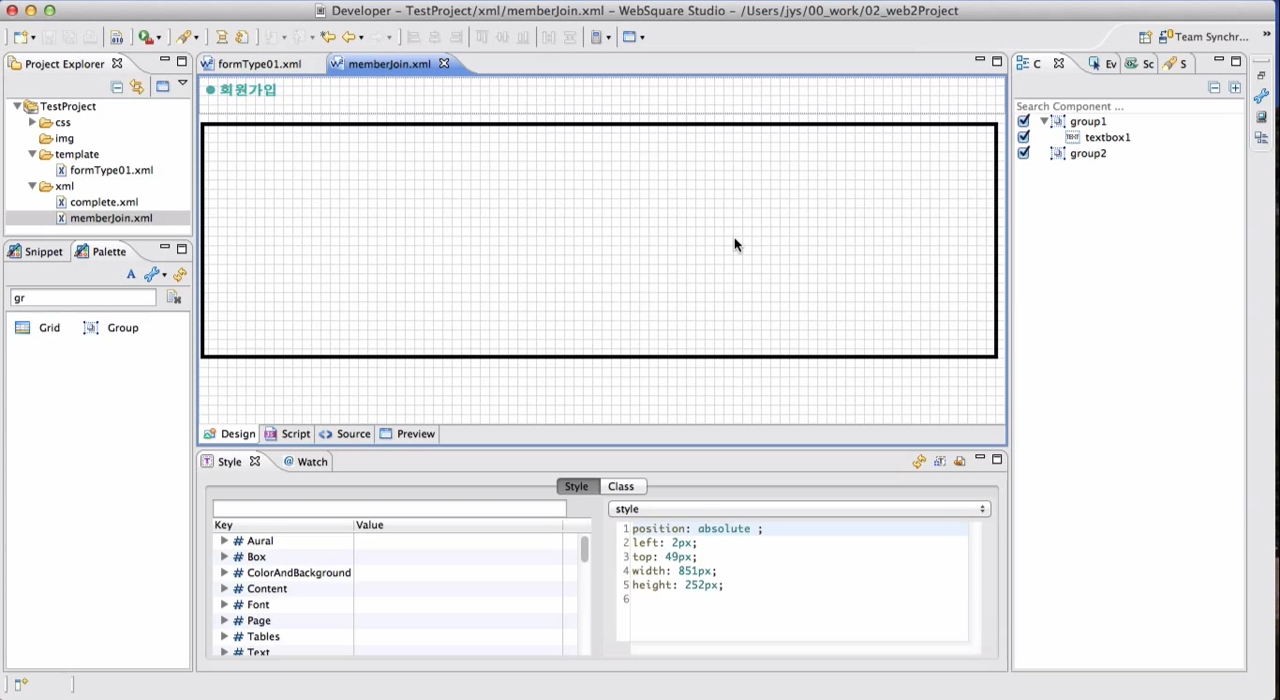 Developer - TestProject/xml/memberJoin.xml - WebSquare Studio - /Users/jys/00_work/02_web2Project
Team Synchr...
»
Project Explorer
TestProject
css
img
template
formType01.xml
xml
complete.xml
memberJoin.xml
Snippet
Palette
A
gr
Grid
Group
formType01.xml
memberJoin.xml
회원가입
Design
Script
Source
Preview
Style
Watch
Style
Class
Key
Value
# Aural
# Box
# ColorAndBackground
# Content
# Font
# Page
# Tables
# Text
style
1 position: absolute ;
2 left: 2px;
3 top: 49px;
4 width: 851px;
5 height: 252px;
6
C
Ev
Sc
S
Search Component ...
group1
textbox1
group2